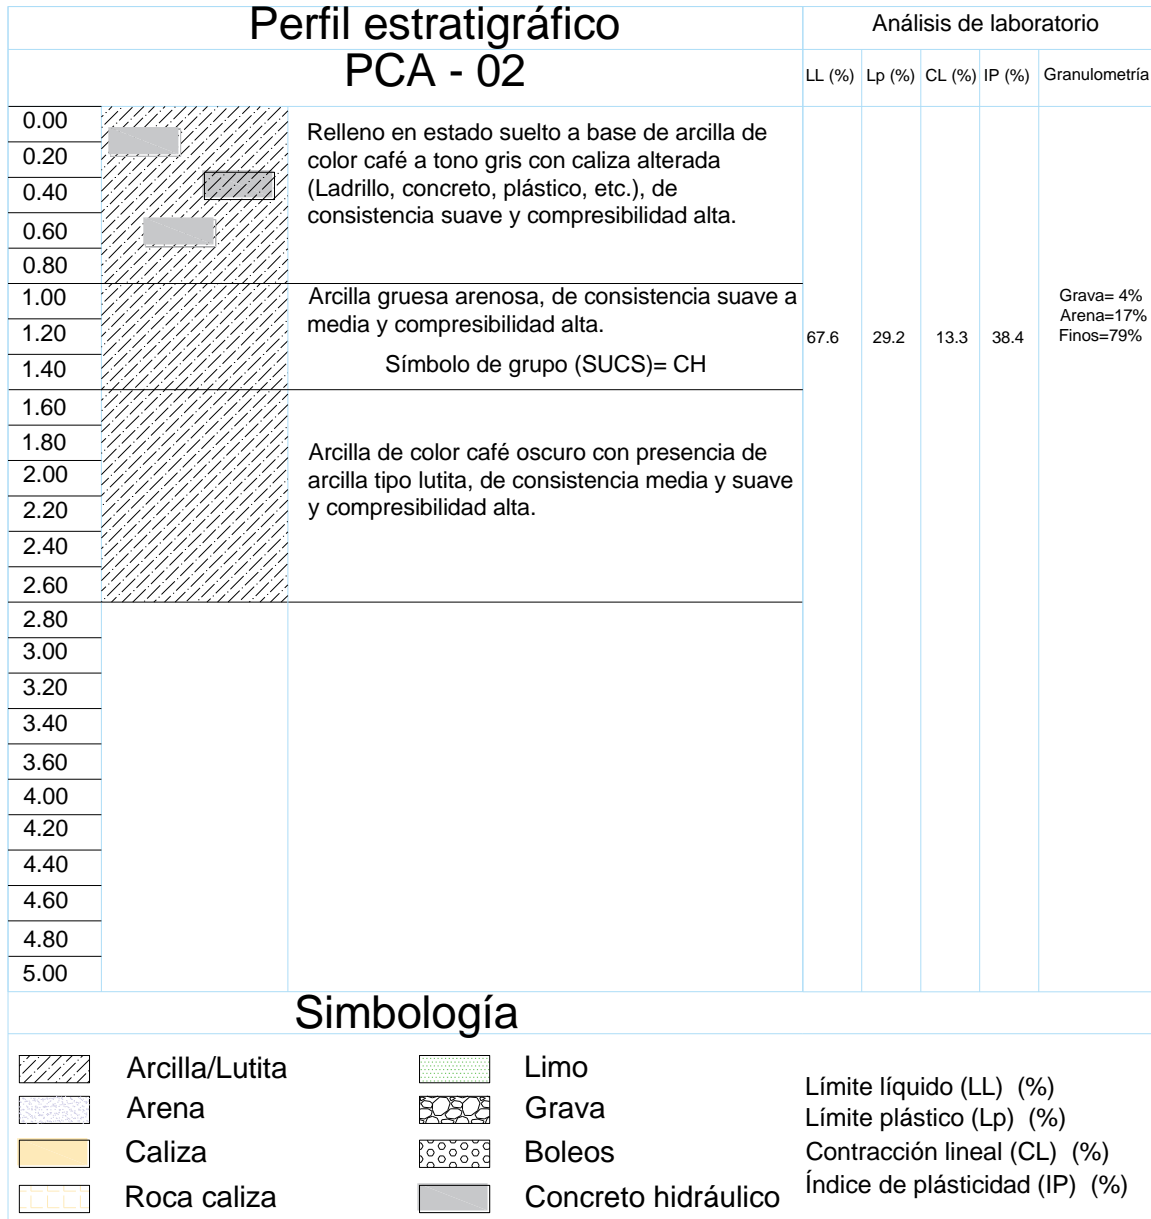 Perfil estratigráfico
PCA - 02
Análisis de laboratorio
LL (%) Lp (%) CL (%) IP (%) Granulometría
0.00
0.20
0.40
0.60
0.80
Relleno en estado suelto a base de arcilla de
color café a tono gris con caliza alterada
(Ladrillo, concreto, plástico, etc.), de
consistencia suave y compresibilidad alta.
1.00
1.20
1.40
Arcilla gruesa arenosa, de consistencia suave a
media y compresibilidad alta.
Símbolo de grupo (SUCS)= CH
67.6 29.2 13.3 38.4
Grava= 4%
Arena=17%
Finos=79%
1.60
1.80
2.00
2.20
2.40
2.60
Arcilla de color café oscuro con presencia de
arcilla tipo lutita, de consistencia media y suave
y compresibilidad alta.
2.80
3.00
3.20
3.40
3.60
4.00
4.20
4.40
4.60
4.80
5.00
Simbología
Arcilla/Lutita
Arena
Caliza
Roca caliza
Limo
Grava
Boleos
Concreto hidráulico
Límite líquido (LL) (%)
Límite plástico (Lp) (%)
Contracción lineal (CL) (%)
Índice de plásticidad (IP) (%)